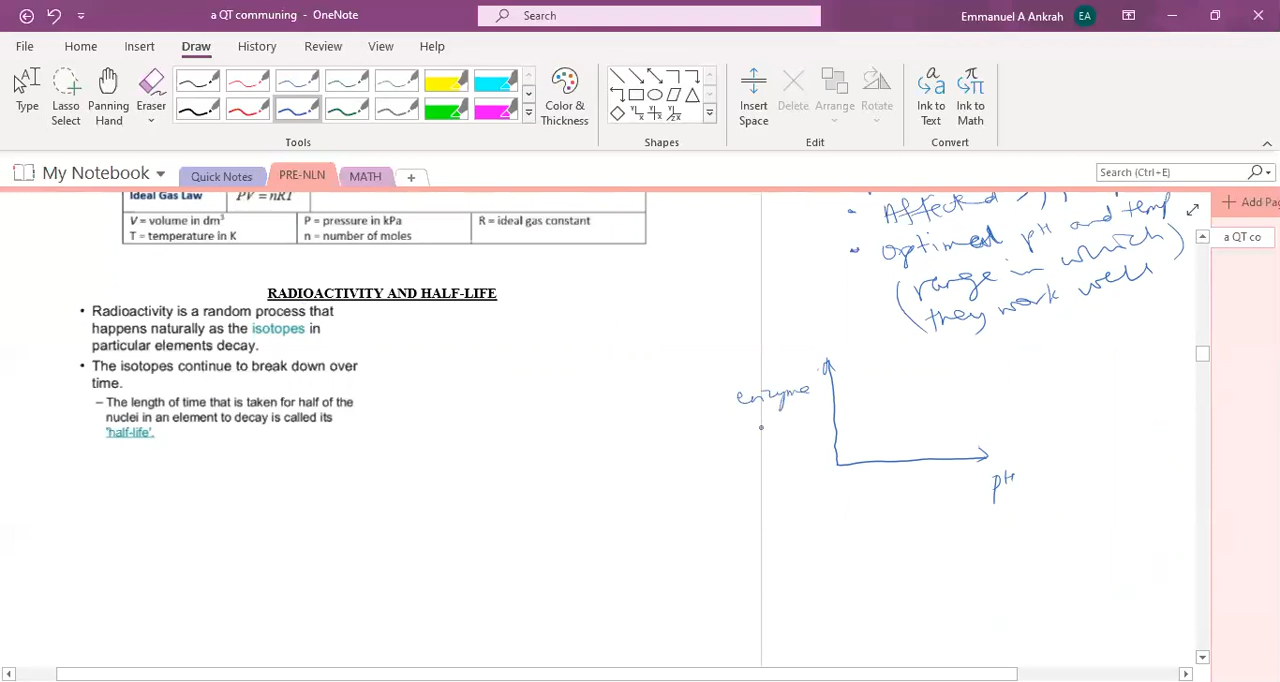 a QT communing - OneNote
Search
Emmanuel A Ankrah
EA
File Home Insert Draw History Review View Help
Type
Lasso Select
Panning Hand
Eraser
Color & Thickness
Insert Space
Delete
Arrange
Rotate
Ink to Text
Ink to Math
Tools
Shapes
Edit
Convert
My Notebook
Quick Notes
PRE-NLN
MATH
Search (Ctrl+E)
Add Pag
a QT co
Ideal Gas Law PV = nRT
V = volume in dm³ P = pressure in kPa R = ideal gas constant
T = temperature in K n = number of moles
RADIOACTIVITY AND HALF-LIFE
• Radioactivity is a random process that
happens naturally as the isotopes in
particular elements decay.
• The isotopes continue to break down over
time.
– The length of time that is taken for half of the
nuclei in an element to decay is called its
'half-life'.
• Affected
• Optimed pH and temp
(range in which)
they work well
enzyme
pH